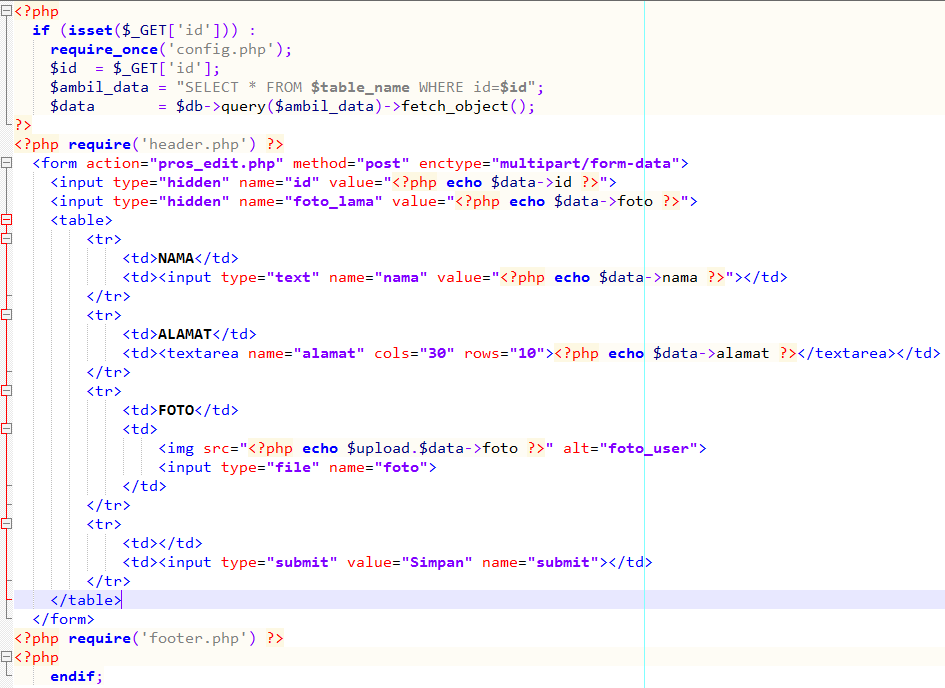 <?php
  if (isset($_GET['id'])) :
    require_once('config.php');
    $id  = $_GET['id'];
    $ambil_data = "SELECT * FROM $table_name WHERE id=$id";
    $data       = $db->query($ambil_data)->fetch_object();
?>
<?php require('header.php') ?>
  <form action="pros_edit.php" method="post" enctype="multipart/form-data">
    <input type="hidden" name="id" value="<?php echo $data->id ?>">
    <input type="hidden" name="foto_lama" value="<?php echo $data->foto ?>">
    <table>
        <tr>
            <td>NAMA</td>
            <td><input type="text" name="nama" value="<?php echo $data->nama ?>"></td>
        </tr>
        <tr>
            <td>ALAMAT</td>
            <td><textarea name="alamat" cols="30" rows="10"><?php echo $data->alamat ?></textarea></td>
        </tr>
        <tr>
            <td>FOTO</td>
            <td>
                <img src="<?php echo $upload.$data->foto ?>" alt="foto_user">
                <input type="file" name="foto">
            </td>
        </tr>
        <tr>
            <td></td>
            <td><input type="submit" value="Simpan" name="submit"></td>
        </tr>
    </table>
  </form>
<?php require('footer.php') ?>
<?php
    endif;